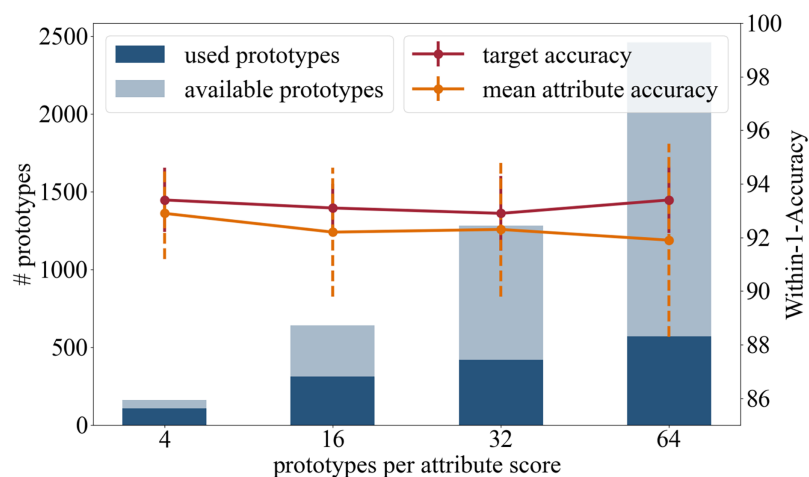 used prototypes
available prototypes
target accuracy
mean attribute accuracy
# prototypes
2500
2000
1500
1000
500
0
Within-1-Accuracy
100
98
96
94
92
90
88
86
4 16 32 64
prototypes per attribute score